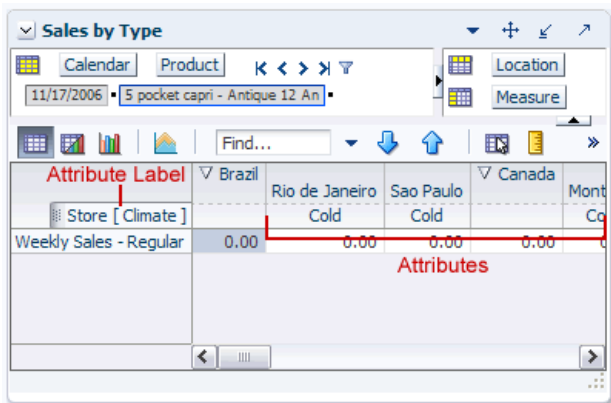 Sales by Type
Calendar Product
Location
11/17/2006 5 pocket capri - Antique 12 An
Measure
Find...
Attribute Label
Brazil
Canada
Rio de Janeiro Sao Paulo Mont
Store [ Climate ] Cold Cold Co
Weekly Sales - Regular 0.00 0.00 0.00 0.00
Attributes